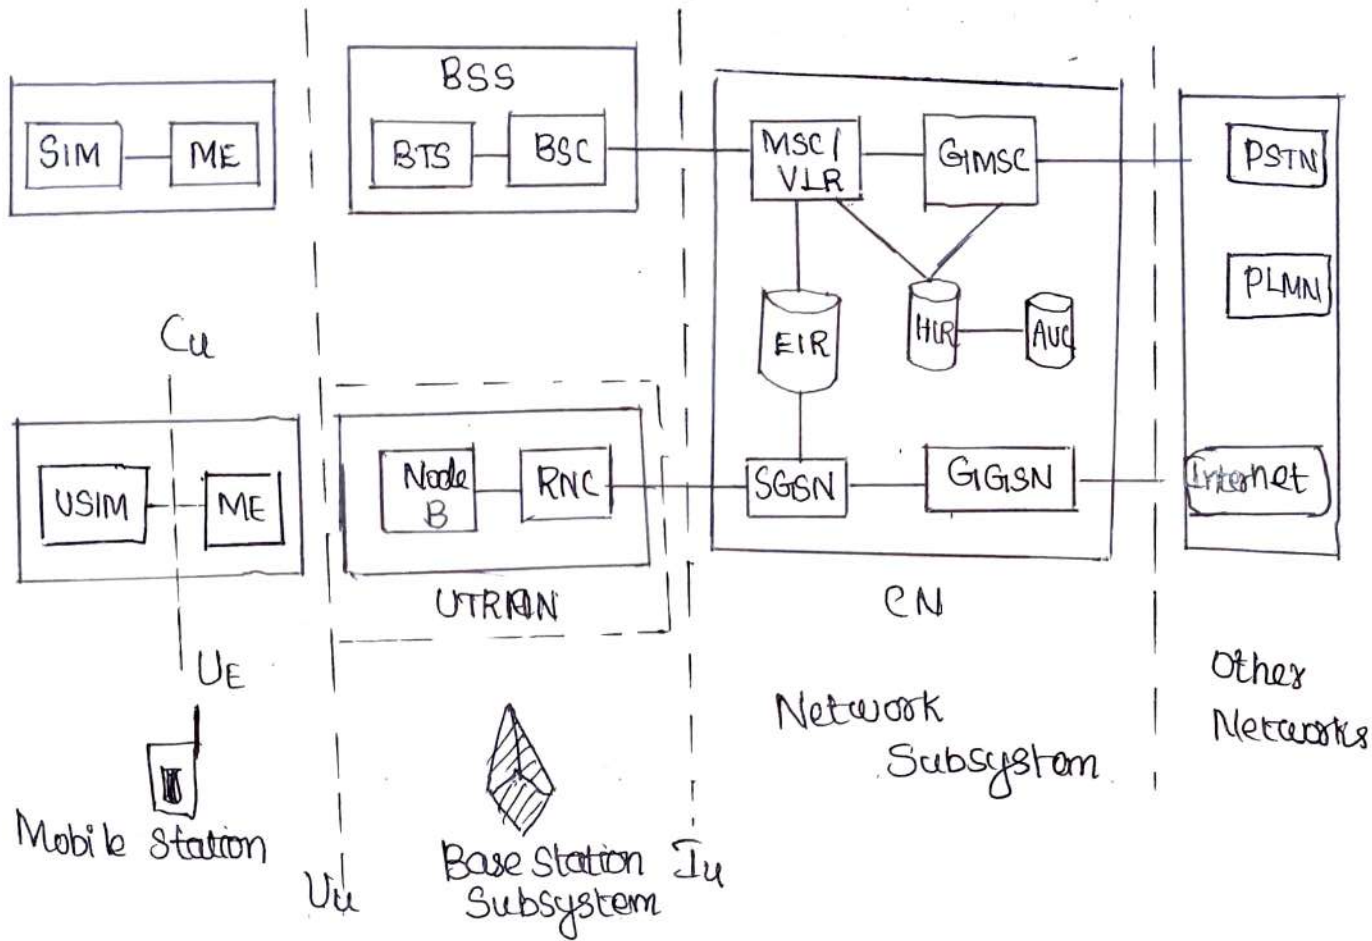 BSS
SIM
ME
BTS
BSC
MSC/
VLR
GMSC
PSTN
PLMN
EIR
HLR
AUC
Cu
USIM
ME
Node
B
RNC
SGSN
GGSN
Internet
UTRAN
CN
UE
Other
Networks
Network
Subsystem
Mobile Station
Base Station
Subsystem
Iu
Uu